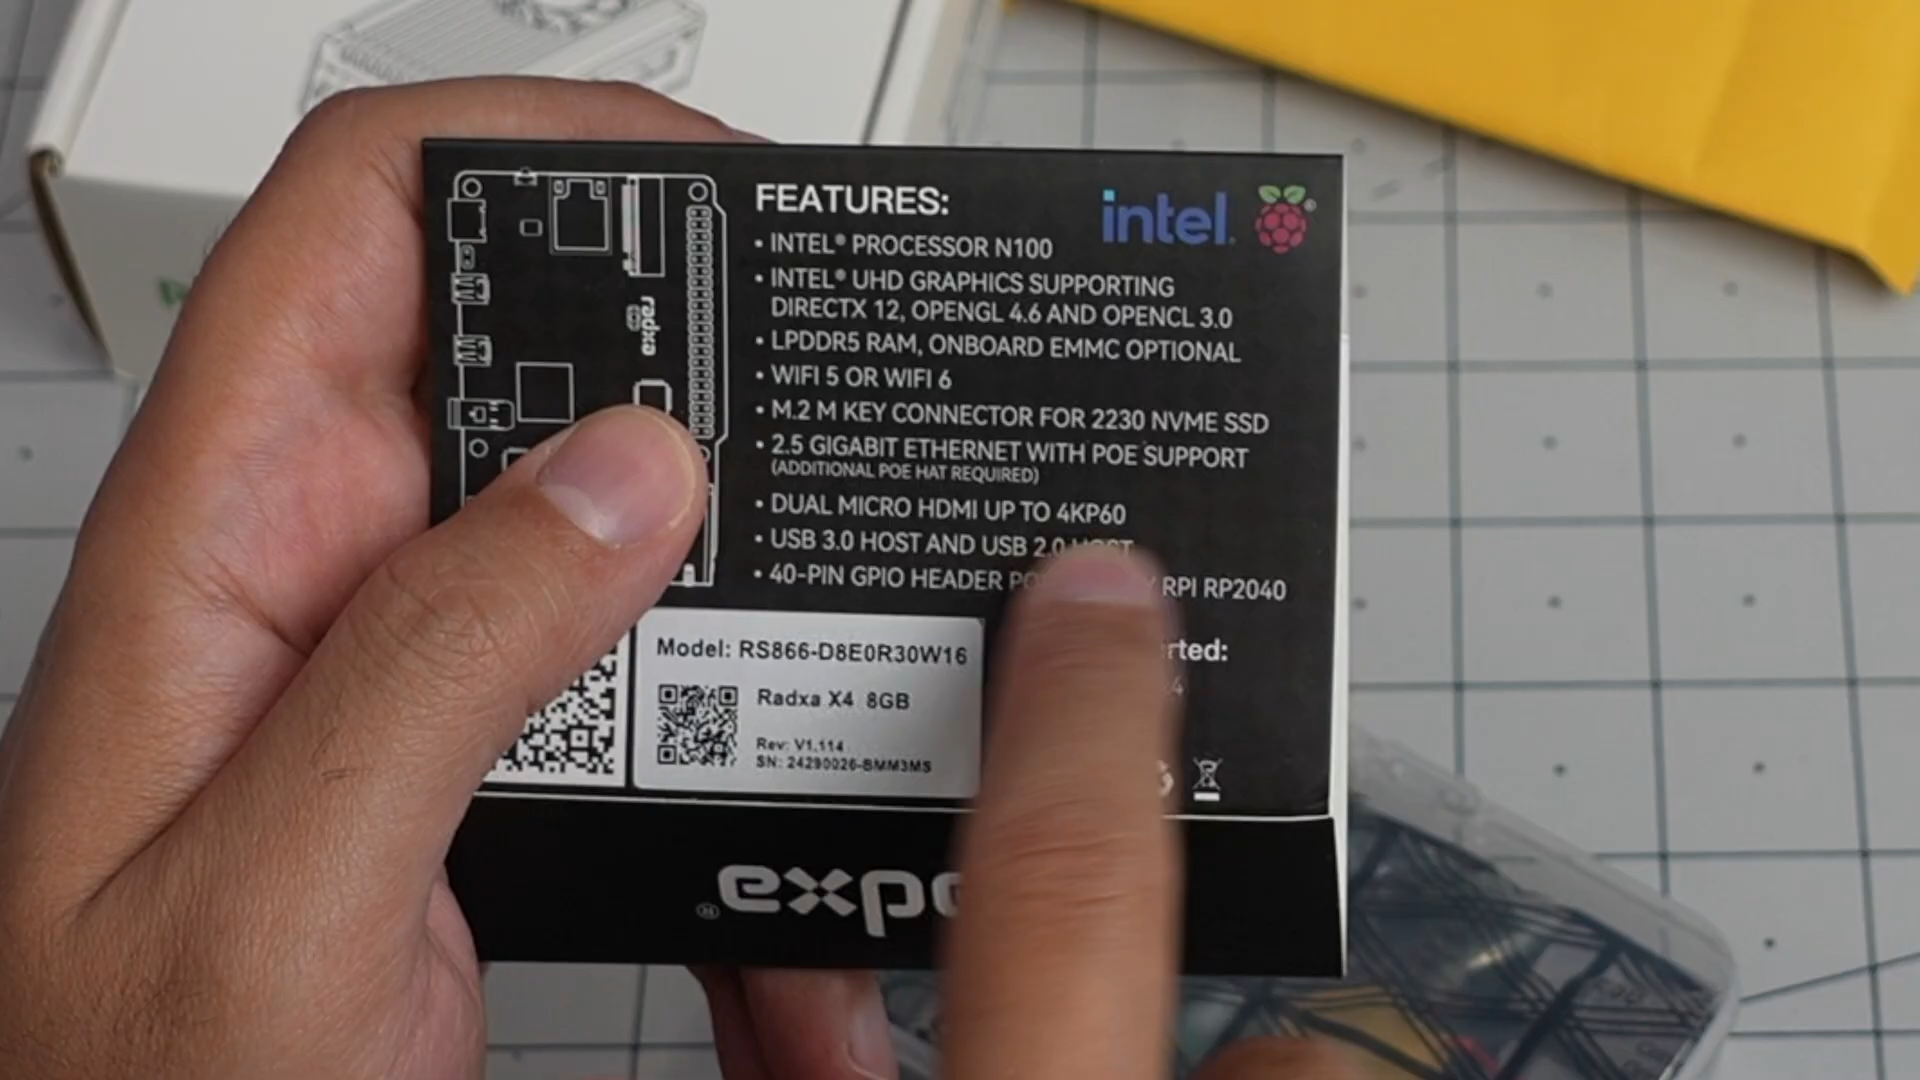 FEATURES:
intel
• INTEL® PROCESSOR N100
• INTEL® UHD GRAPHICS SUPPORTING
DIRECTX 12, OPENGL 4.6 AND OPENCL 3.0
• LPDDR5 RAM, ONBOARD EMMC OPTIONAL
• WIFI 5 OR WIFI 6
• M.2 M KEY CONNECTOR FOR 2230 NVME SSD
• 2.5 GIGABIT ETHERNET WITH POE SUPPORT
(ADDITIONAL POE HAT REQUIRED)
• DUAL MICRO HDMI UP TO 4KP60
• USB 3.0 HOST AND USB 2.0 HOST
• 40-PIN GPIO HEADER RPI RP2040
radxa
Model: RS866-D8E0R30W16
Radxa X4 8GB
Rev: V1.114
SN: 24290026-BMM3MS